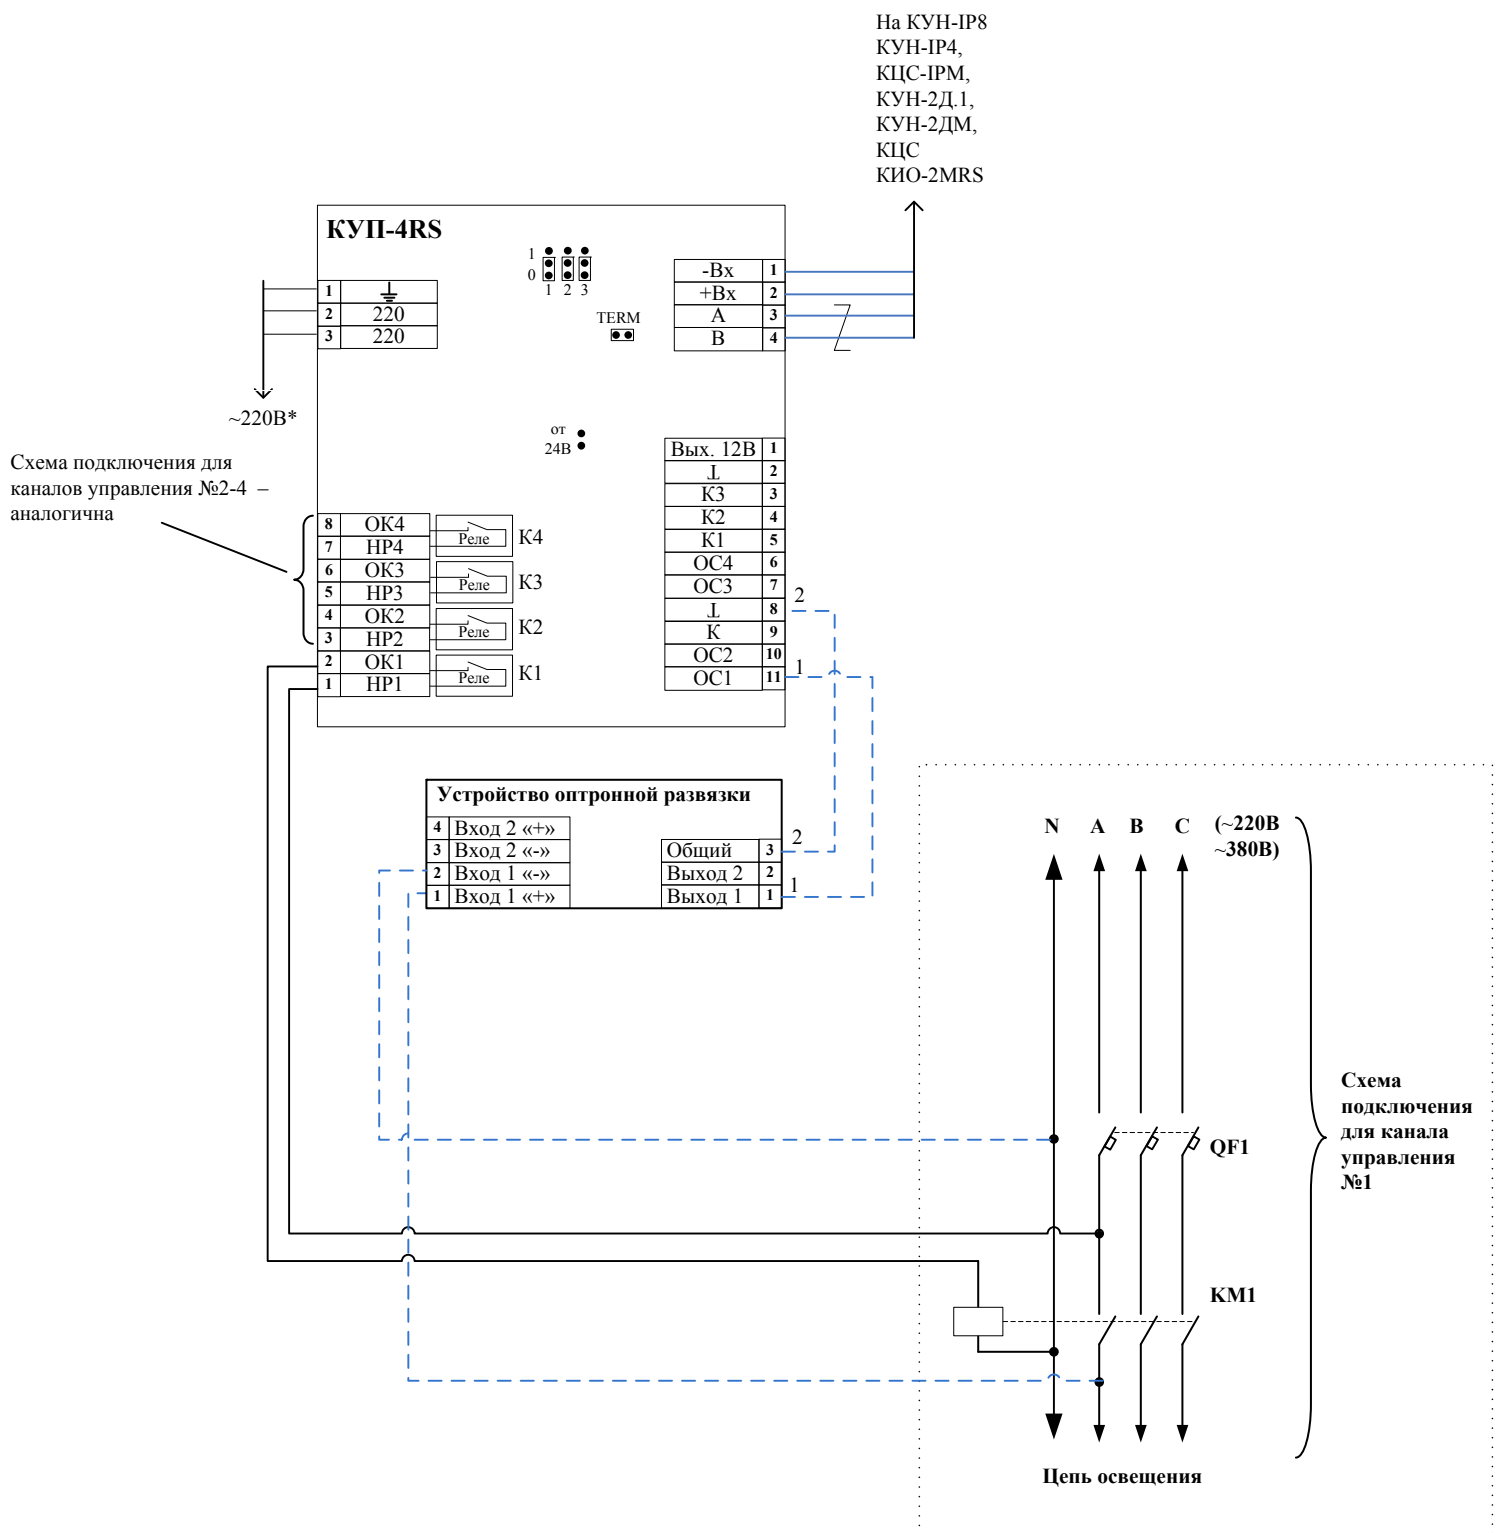 На КУН-IP8
КУН-IP4,
КЦС-IPM,
КУН-2Д.1,
КУН-2ДМ,
КЦС
КИО-2MRS
КУП-4RS
1
0
1 2 3
TERM
1
2 220
3 220
~220В*
-Вх 1
+Вх 2
А 3
В 4
от
24В
Схема подключения для
каналов управления №2-4 –
аналогична
8 ОК4 Реле К4
7 НР4
6 ОК3 Реле К3
5 НР3
4 ОК2 Реле К2
3 НР2
2 ОК1 Реле К1
1 НР1
Вых. 12В 1
2
К3 3
К2 4
К1 5
ОС4 6
ОС3 7
8 2
К 9
ОС2 10
ОС1 11 1
Устройство оптронной развязки
4 Вход 2 «+»
3 Вход 2 «-»
2 Вход 1 «-»
1 Вход 1 «+»
Общий 3 2
Выход 2 2
Выход 1 1 1
N A B C (~220В
~380В)
QF1
KM1
Схема
подключения
для канала
управления
№1
Цепь освещения